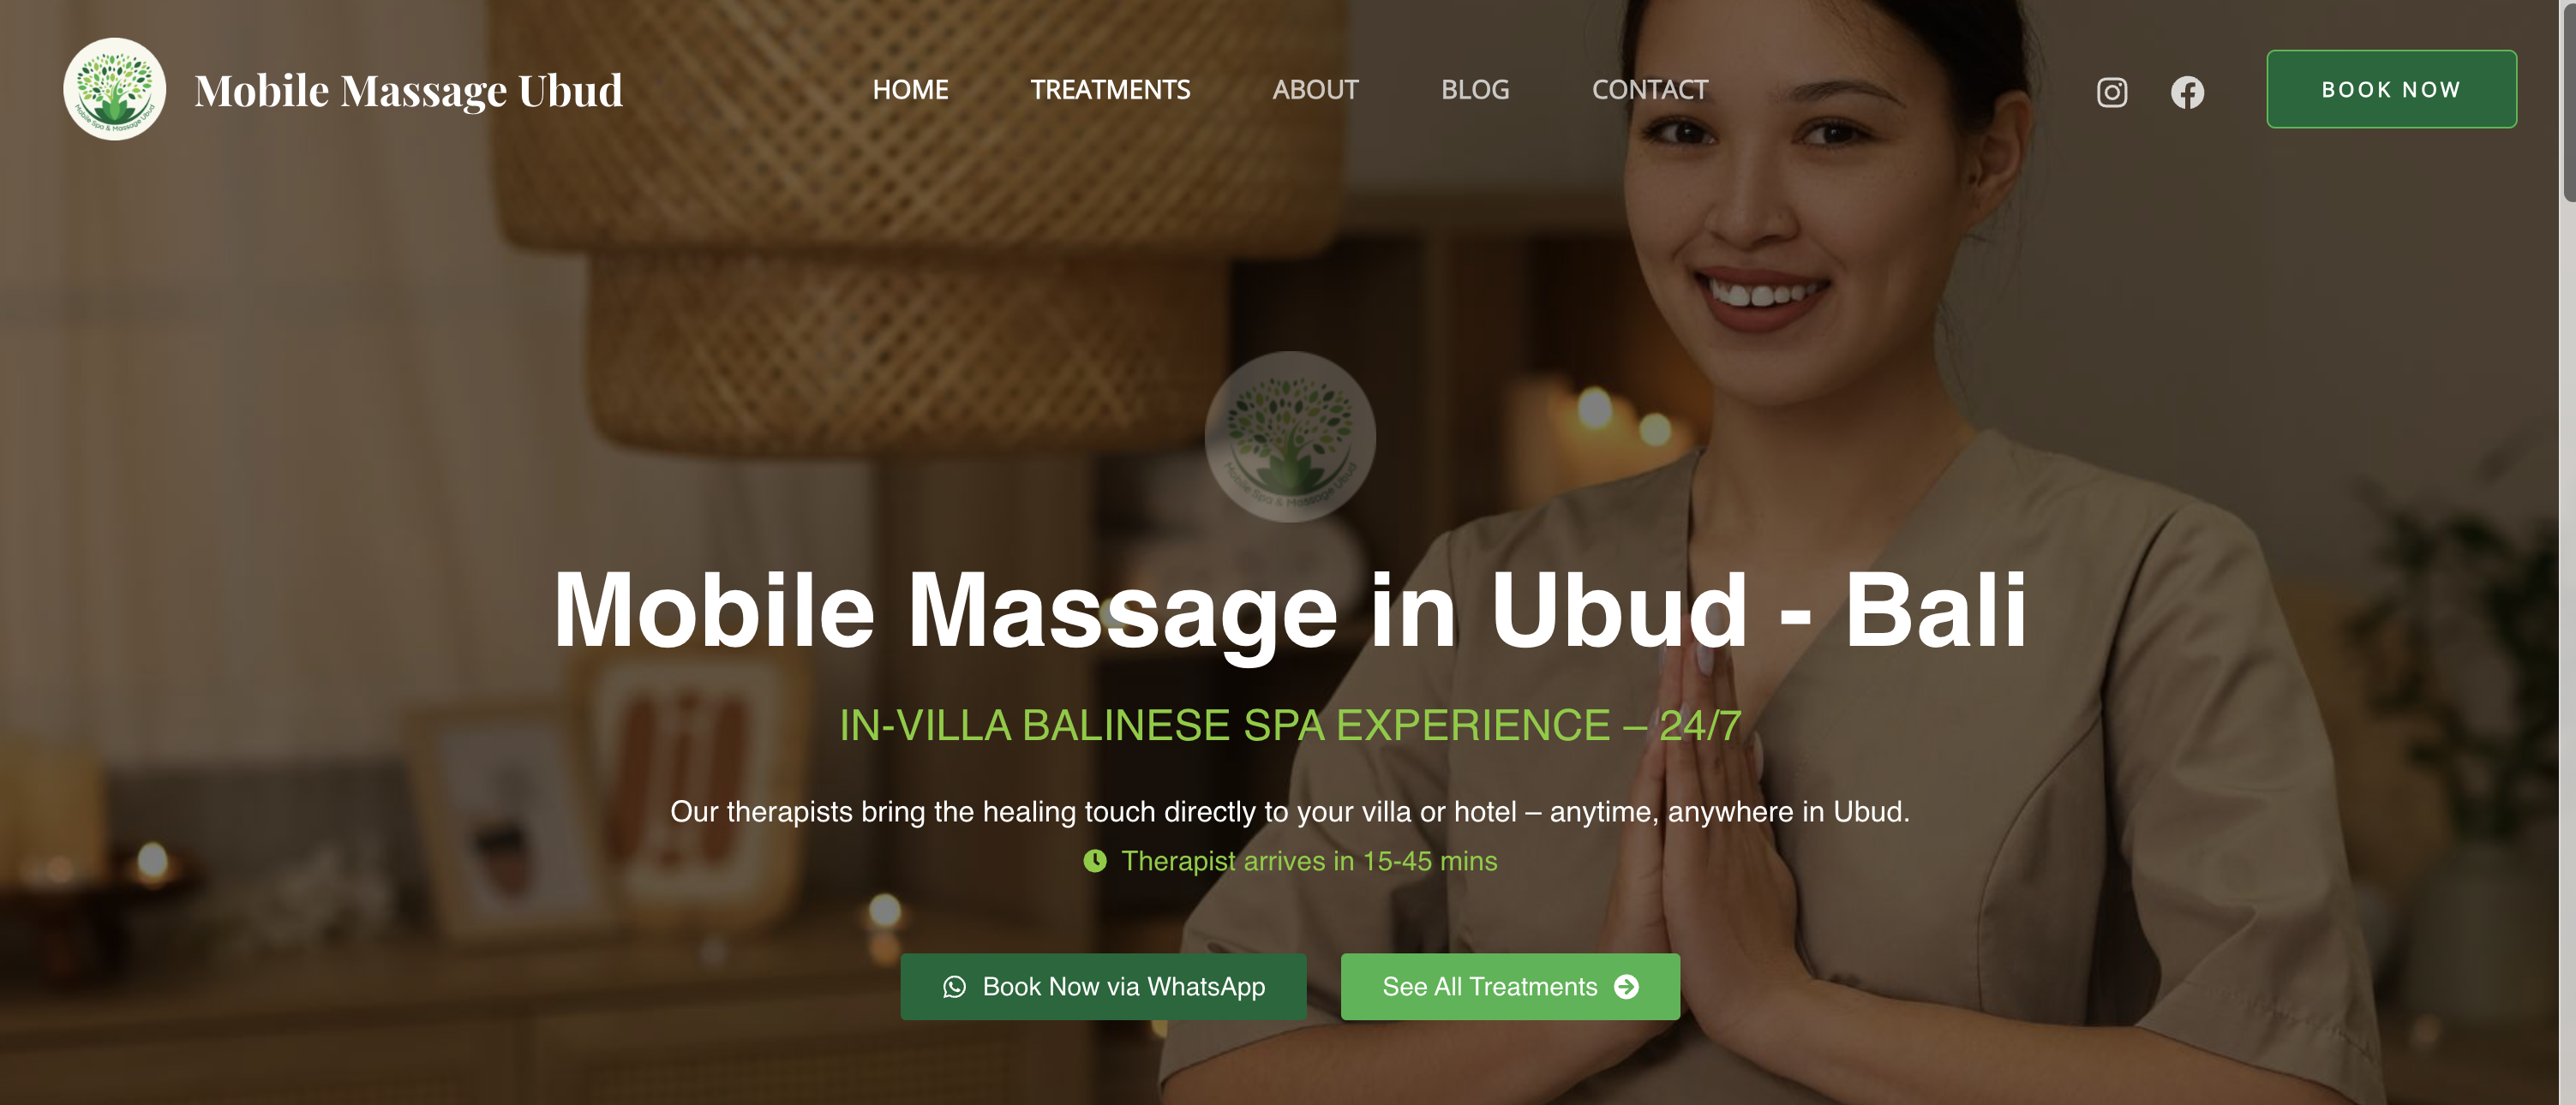 Mobile Spa & Massage Ubud
Mobile Massage Ubud
HOME TREATMENTS ABOUT BLOG CONTACT
BOOK NOW
Mobile Spa & Massage Ubud
Mobile Massage in Ubud - Bali
IN-VILLA BALINESE SPA EXPERIENCE – 24/7
Our therapists bring the healing touch directly to your villa or hotel – anytime, anywhere in Ubud.
Therapist arrives in 15-45 mins
Book Now via WhatsApp
See All Treatments